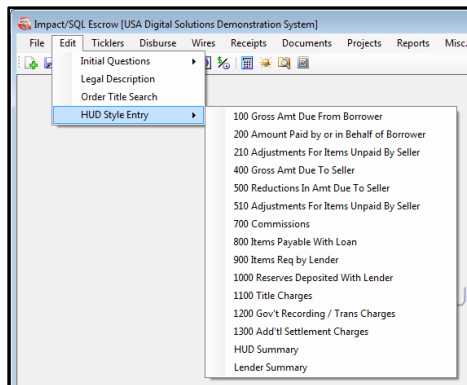 Impact/SQL Escrow [USA Digital Solutions Demonstration System]
File Edit Ticklers Disburse Wires Receipts Documents Projects Reports Misc.
Initial Questions
Legal Description
Order Title Search
HUD Style Entry
100 Gross Amt Due From Borrower
200 Amount Paid by or in Behalf of Borrower
210 Adjustments For Items Unpaid By Seller
400 Gross Amt Due To Seller
500 Reductions In Amt Due To Seller
510 Adjustments For Items Unpaid By Seller
700 Commissions
800 Items Payable With Loan
900 Items Req by Lender
1000 Reserves Deposited With Lender
1100 Title Charges
1200 Gov't Recording / Trans Charges
1300 Add'tl Settlement Charges
HUD Summary
Lender Summary